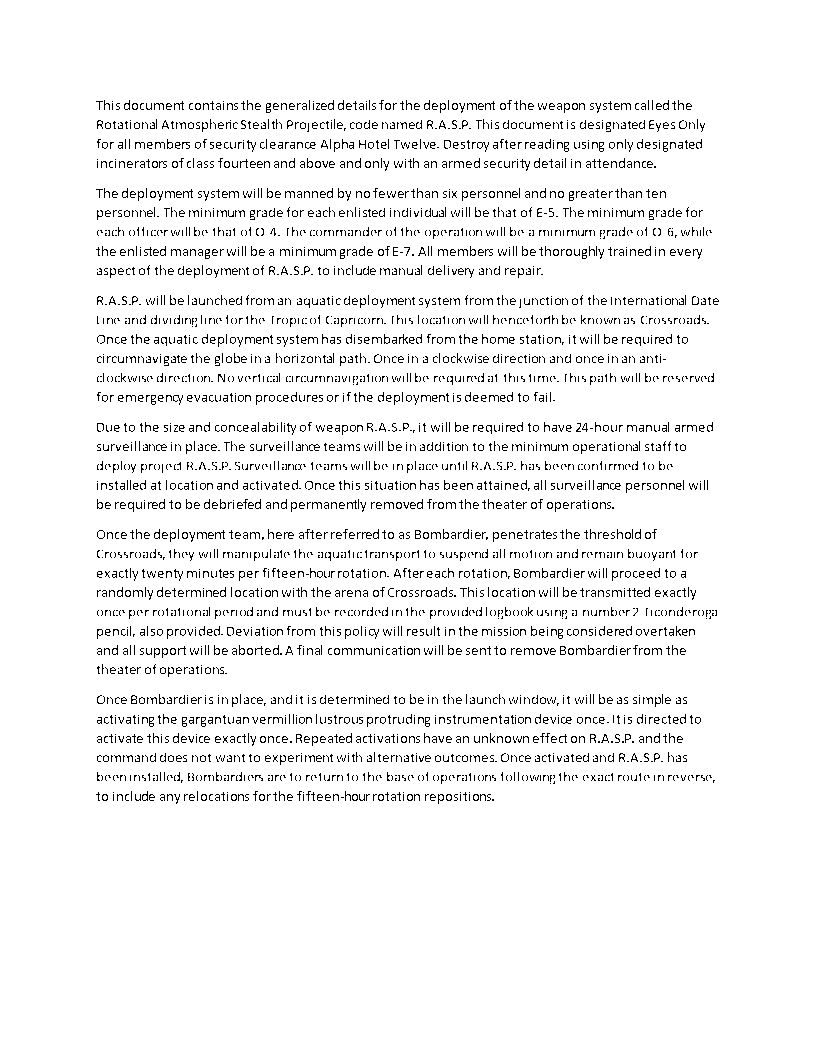 This document contains the generalized details for the deployment of the weapon system called the
Rotational Atmospheric Stealth Projectile, code named R.A.S.P. This document is designated Eyes Only
for all members of security clearance Alpha Hotel Twelve. Destroy after reading using only designated
incinerators of class fourteen and above and only with an armed security detail in attendance.
The deployment system will be manned by no fewer than six personnel and no greater than ten
personnel. The minimum grade for each enlisted individual will be that of E-5. The minimum grade for
each officer will be that of O-4. The commander of the operation will be a minimum grade of O-6, while
the enlisted manager will be a minimum grade of E-7. All members will be thoroughly trained in every
aspect of the deployment of R.A.S.P. to include manual delivery and repair.
R.A.S.P. will be launched from an aquatic deployment system from the junction of the International Date
Line and dividing line for the Tropic of Capricorn. This location will henceforth be known as Crossroads.
Once the aquatic deployment system has disembarked from the home station, it will be required to
circumnavigate the globe in a horizontal path. Once in a clockwise direction and once in an anti-
clockwise direction. No vertical circumnavigation will be required at this time. This path will be reserved
for emergency evacuation procedures or if the deployment is deemed to fail.
Due to the size and concealability of weapon R.A.S.P., it will be required to have 24-hour manual armed
surveillance in place. The surveillance teams will be in addition to the minimum operational staff to
deploy project R.A.S.P. Surveillance teams will be in place until R.A.S.P. has been confirmed to be
installed at location and activated. Once this situation has been attained, all surveillance personnel will
be required to be debriefed and permanently removed from the theater of operations.
Once the deployment team, here after referred to as Bombardier, penetrates the threshold of
Crossroads, they will manipulate the aquatic transport to suspend all motion and remain buoyant for
exactly twenty minutes per fifteen-hour rotation. After each rotation, Bombardier will proceed to a
randomly determined location with the arena of Crossroads. This location will be transmitted exactly
once per rotational period and must be recorded in the provided logbook using a number 2 Ticonderoga
pencil, also provided. Deviation from this policy will result in the mission being considered overtaken
and all support will be aborted. A final communication will be sent to remove Bombardier from the
theater of operations.
Once Bombardier is in place, and it is determined to be in the launch window, it will be as simple as
activating the gargantuan vermillion lustrous protruding instrumentation device once. It is directed to
activate this device exactly once. Repeated activations have an unknown effect on R.A.S.P. and the
command does not want to experiment with alternative outcomes. Once activated and R.A.S.P. has
been installed, Bombardiers are to return to the base of operations following the exact route in reverse,
to include any relocations for the fifteen-hour rotation repositions.